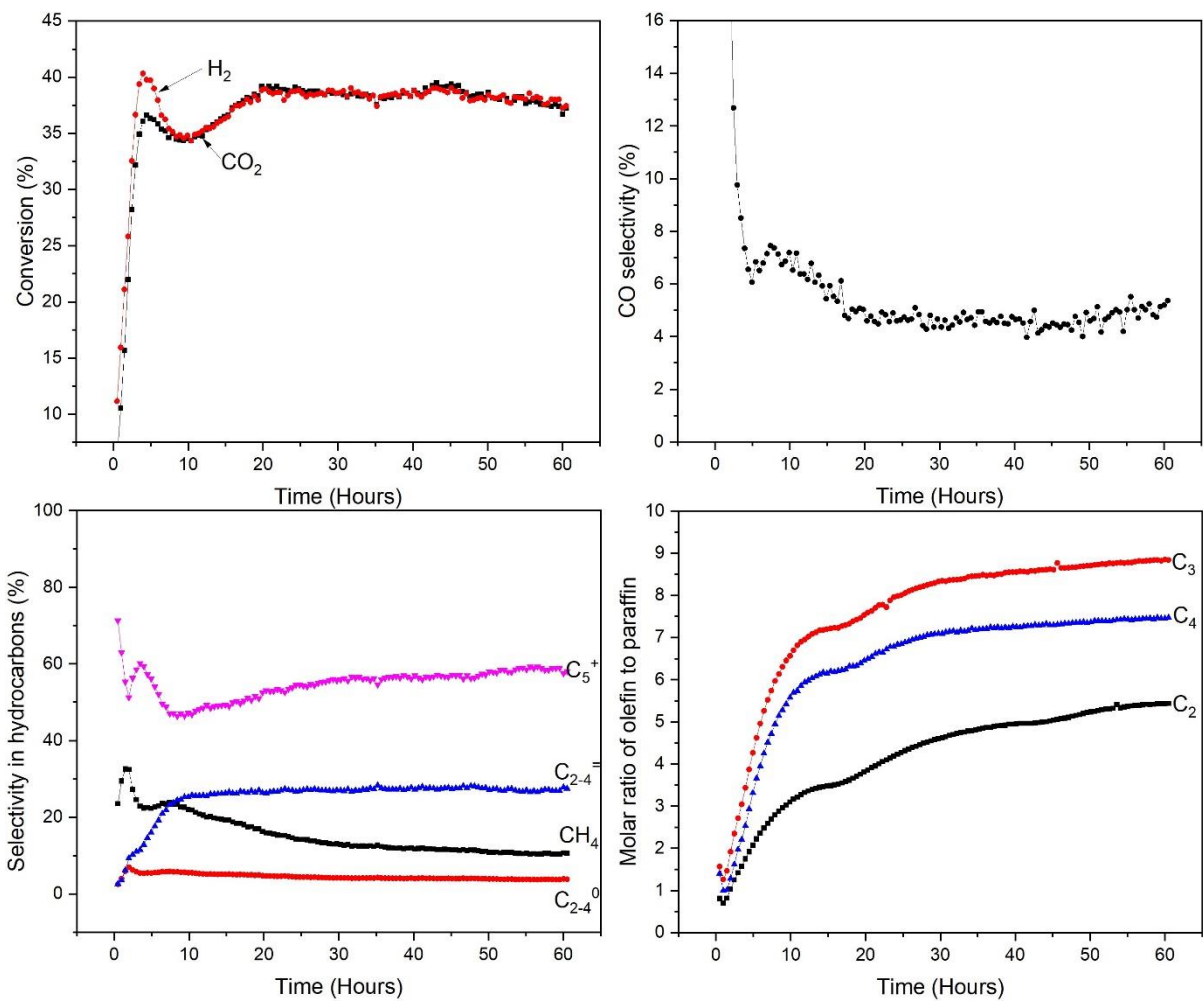 Conversion (%)
45
40
35
30
25
20
15
10
H₂
CO₂
0 10 20 30 40 50 60
Time (Hours)
CO selectivity (%)
16
14
12
10
8
6
4
2
0
0 10 20 30 40 50 60
Time (Hours)
Selectivity in hydrocarbons (%)
100
80
60
40
20
0
C₅⁺
C₂₋₄⁼
CH₄
C₂₋₄⁰
0 10 20 30 40 50 60
Time (Hours)
Molar ratio of olefin to paraffin
10
9
8
7
6
5
4
3
2
1
0
C₃
C₄
C₂
0 10 20 30 40 50 60
Time (Hours)